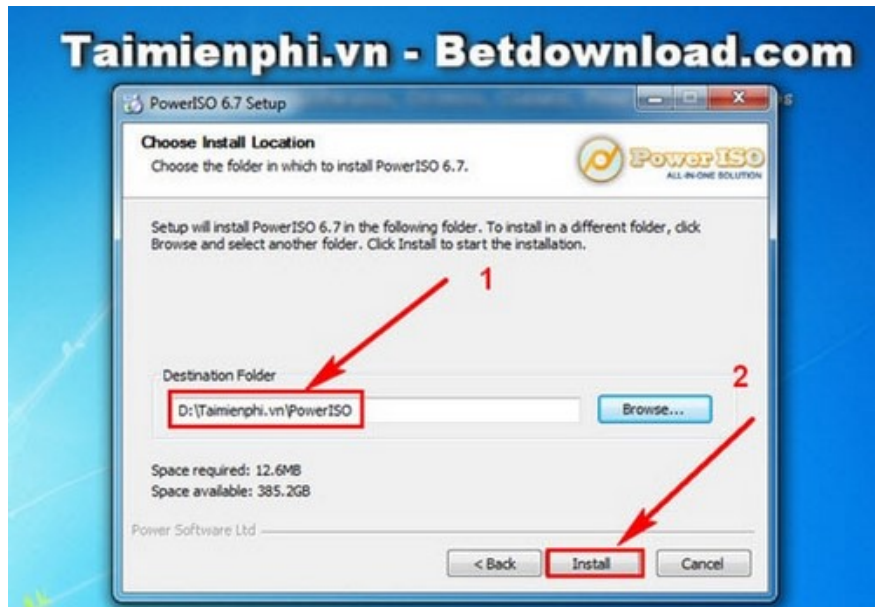 Taimienphi.vn - Betdownload.com
PowerISO 6.7 Setup
Choose Install Location
Choose the folder in which to install PowerISO 6.7.
Power ISO
ALL-IN-ONE SOLUTION
Setup will install PowerISO 6.7 in the following folder. To install in a different folder, click
Browse and select another folder. Click Install to start the installation.
1
Destination Folder
2
D:\Taimienphi.vn\PowerISO
Browse...
Space required: 12.6MB
Space available: 385.2GB
Power Software Ltd
< Back
Install
Cancel